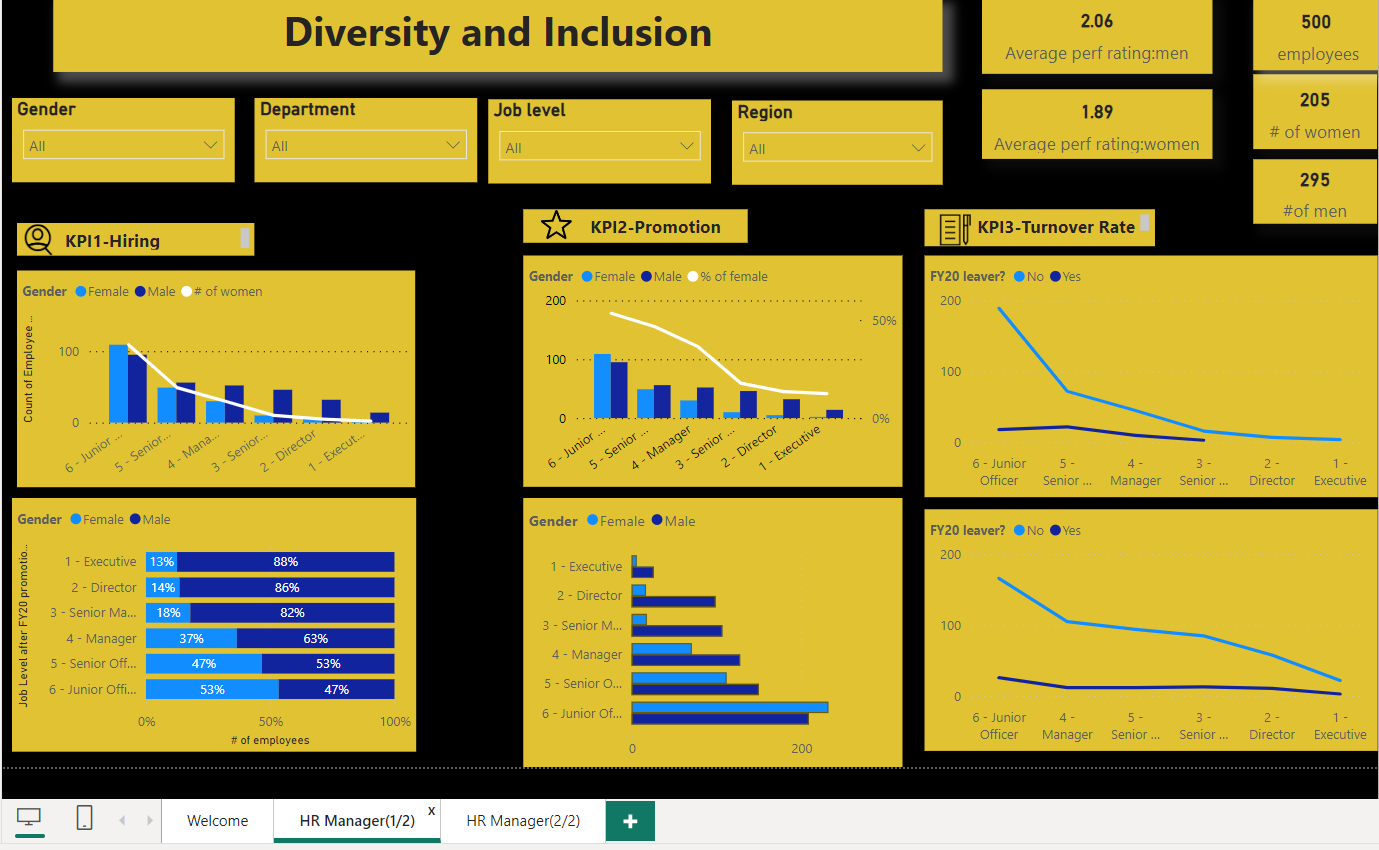 Diversity and Inclusion
2.06
Average perf rating:men
500
employees
1.89
Average perf rating:women
205
# of women
295
#of men
Gender
All
Department
All
Job level
All
Region
All
KPI1-Hiring
KPI2-Promotion
KPI3-Turnover Rate
Gender Female Male # of women
Count of Employee ...
100
0
6 - Junior ...
5 - Senior...
4 - Mana...
3 - Senior...
2 - Director
1 - Execut...
Gender Female Male % of female
200
100
0
50%
0%
6 - Junior ...
5 - Senior ...
4 - Manager
3 - Senior ...
2 - Director
1 - Executive
FY20 leaver? No Yes
200
100
0
6 - Junior Officer
5 - Senior ...
4 - Manager
3 - Senior ...
2 - Director
1 - Executive
Gender Female Male
Job Level after FY20 promotio...
1 - Executive 13% 88%
2 - Director 14% 86%
3 - Senior Ma... 18% 82%
4 - Manager 37% 63%
5 - Senior Off... 47% 53%
6 - Junior Offi... 53% 47%
0% 50% 100%
# of employees
Gender Female Male
1 - Executive
2 - Director
3 - Senior M...
4 - Manager
5 - Senior O...
6 - Junior Of...
0 200
FY20 leaver? No Yes
200
100
0
6 - Junior Officer
4 - Manager
5 - Senior ...
3 - Senior ...
2 - Director
1 - Executive
Welcome
HR Manager(1/2) x
HR Manager(2/2)
+